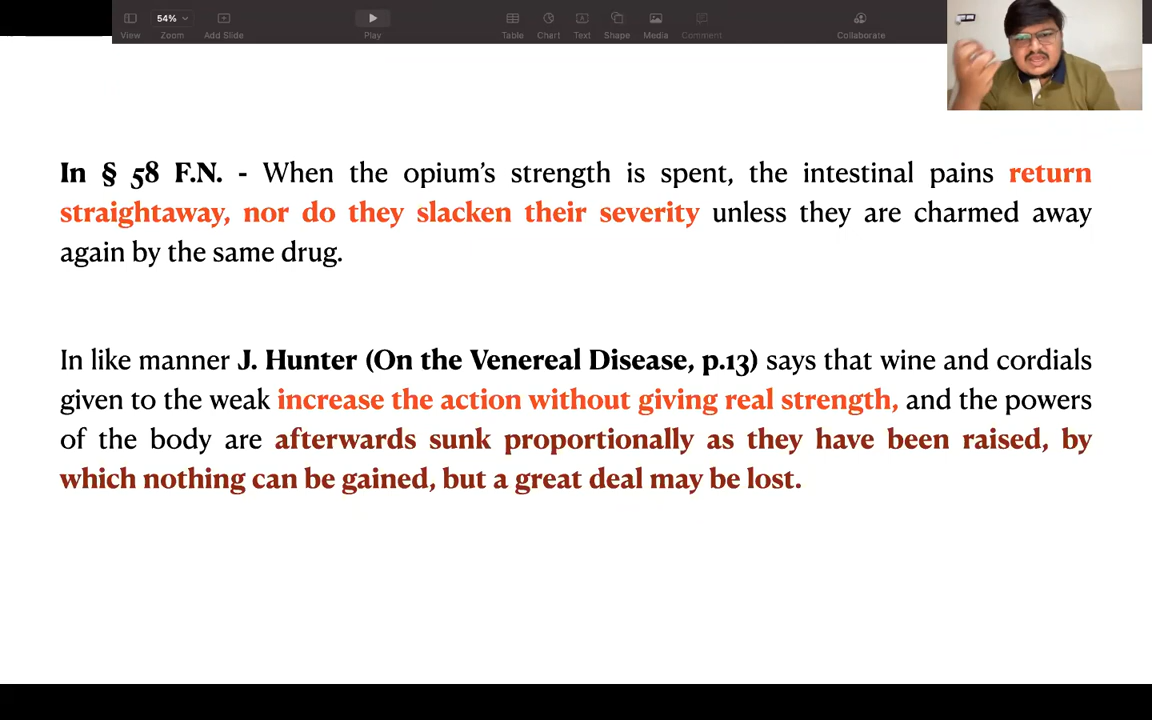 54%
View Zoom Add Slide Play Table Chart Text Shape Media Comment Collaborate
In § 58 F.N. - When the opium’s strength is spent, the intestinal pains return
straightaway, nor do they slacken their severity unless they are charmed away
again by the same drug.
In like manner J. Hunter (On the Venereal Disease, p.13) says that wine and cordials
given to the weak increase the action without giving real strength, and the powers
of the body are afterwards sunk proportionally as they have been raised, by
which nothing can be gained, but a great deal may be lost.